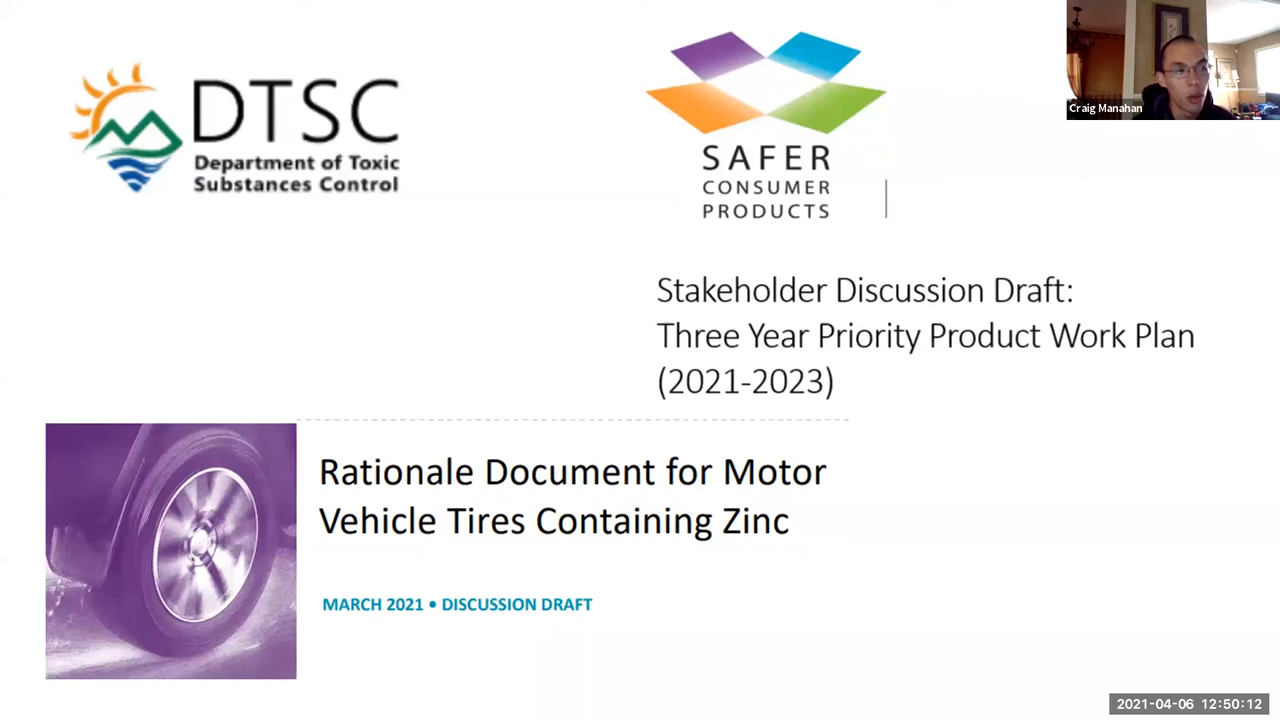 DTSC
Department of Toxic
Substances Control
SAFER
CONSUMER
PRODUCTS
Craig Manahan
Stakeholder Discussion Draft:
Three Year Priority Product Work Plan
(2021-2023)
Rationale Document for Motor
Vehicle Tires Containing Zinc
MARCH 2021 • DISCUSSION DRAFT
2021-04-06 12:50:12